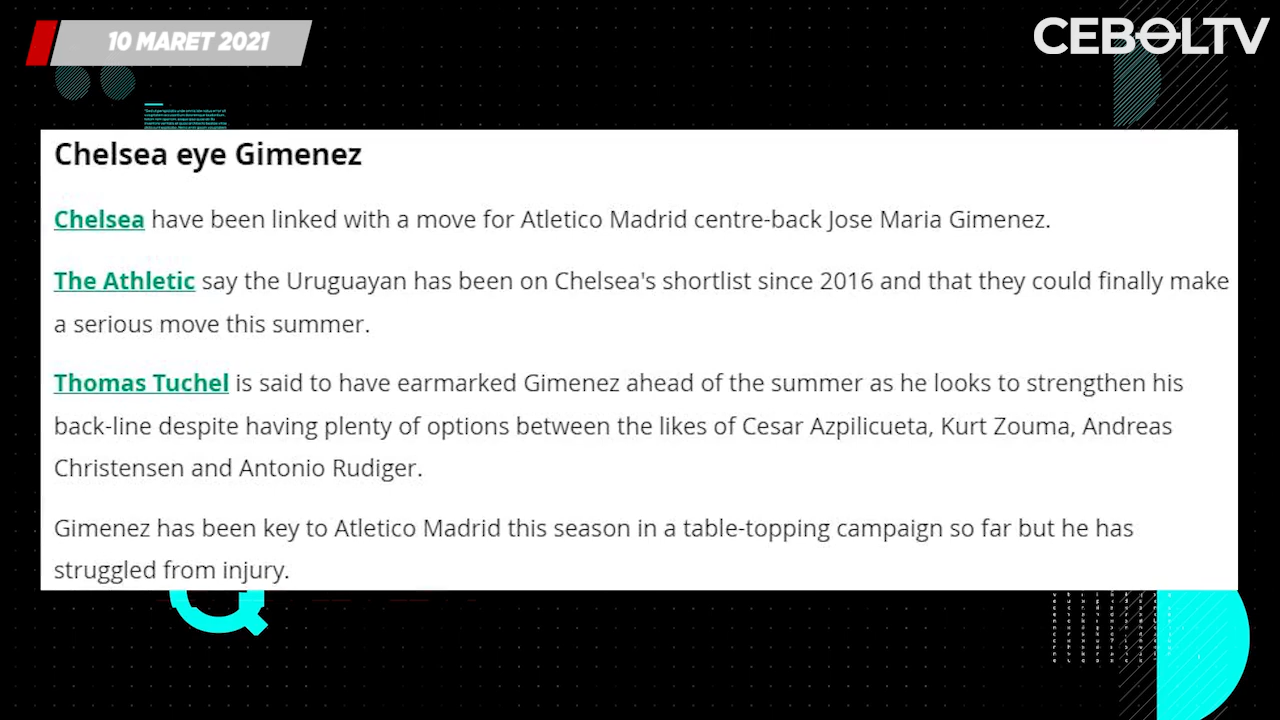 10 MARET 2021
CEBOLTV
Chelsea eye Gimenez
Chelsea have been linked with a move for Atletico Madrid centre-back Jose Maria Gimenez.
The Athletic say the Uruguayan has been on Chelsea's shortlist since 2016 and that they could finally make
a serious move this summer.
Thomas Tuchel is said to have earmarked Gimenez ahead of the summer as he looks to strengthen his
back-line despite having plenty of options between the likes of Cesar Azpilicueta, Kurt Zouma, Andreas
Christensen and Antonio Rudiger.
Gimenez has been key to Atletico Madrid this season in a table-topping campaign so far but he has
struggled from injury.